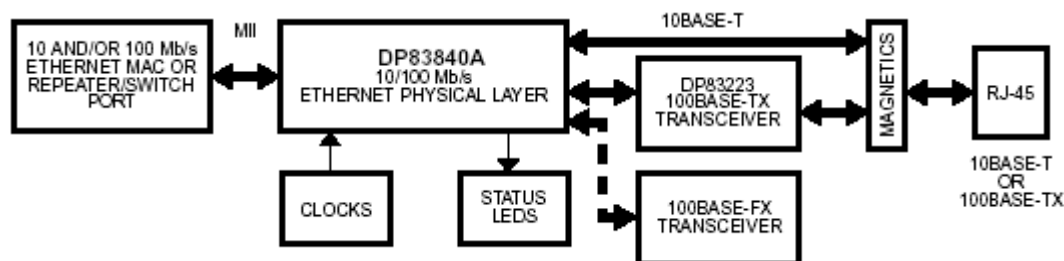 10 AND/OR 100 Mb/s
ETHERNET MAC OR
REPEATER/SWITCH
PORT
MII
DP83840A
10/100 Mb/s
ETHERNET PHYSICAL LAYER
CLOCKS
STATUS
LEDS
10BASE-T
DP83223
100BASE-TX
TRANSCEIVER
100BASE-FX
TRANSCEIVER
MAGNETICS
RJ-45
10BASE-T
OR
100BASE-TX